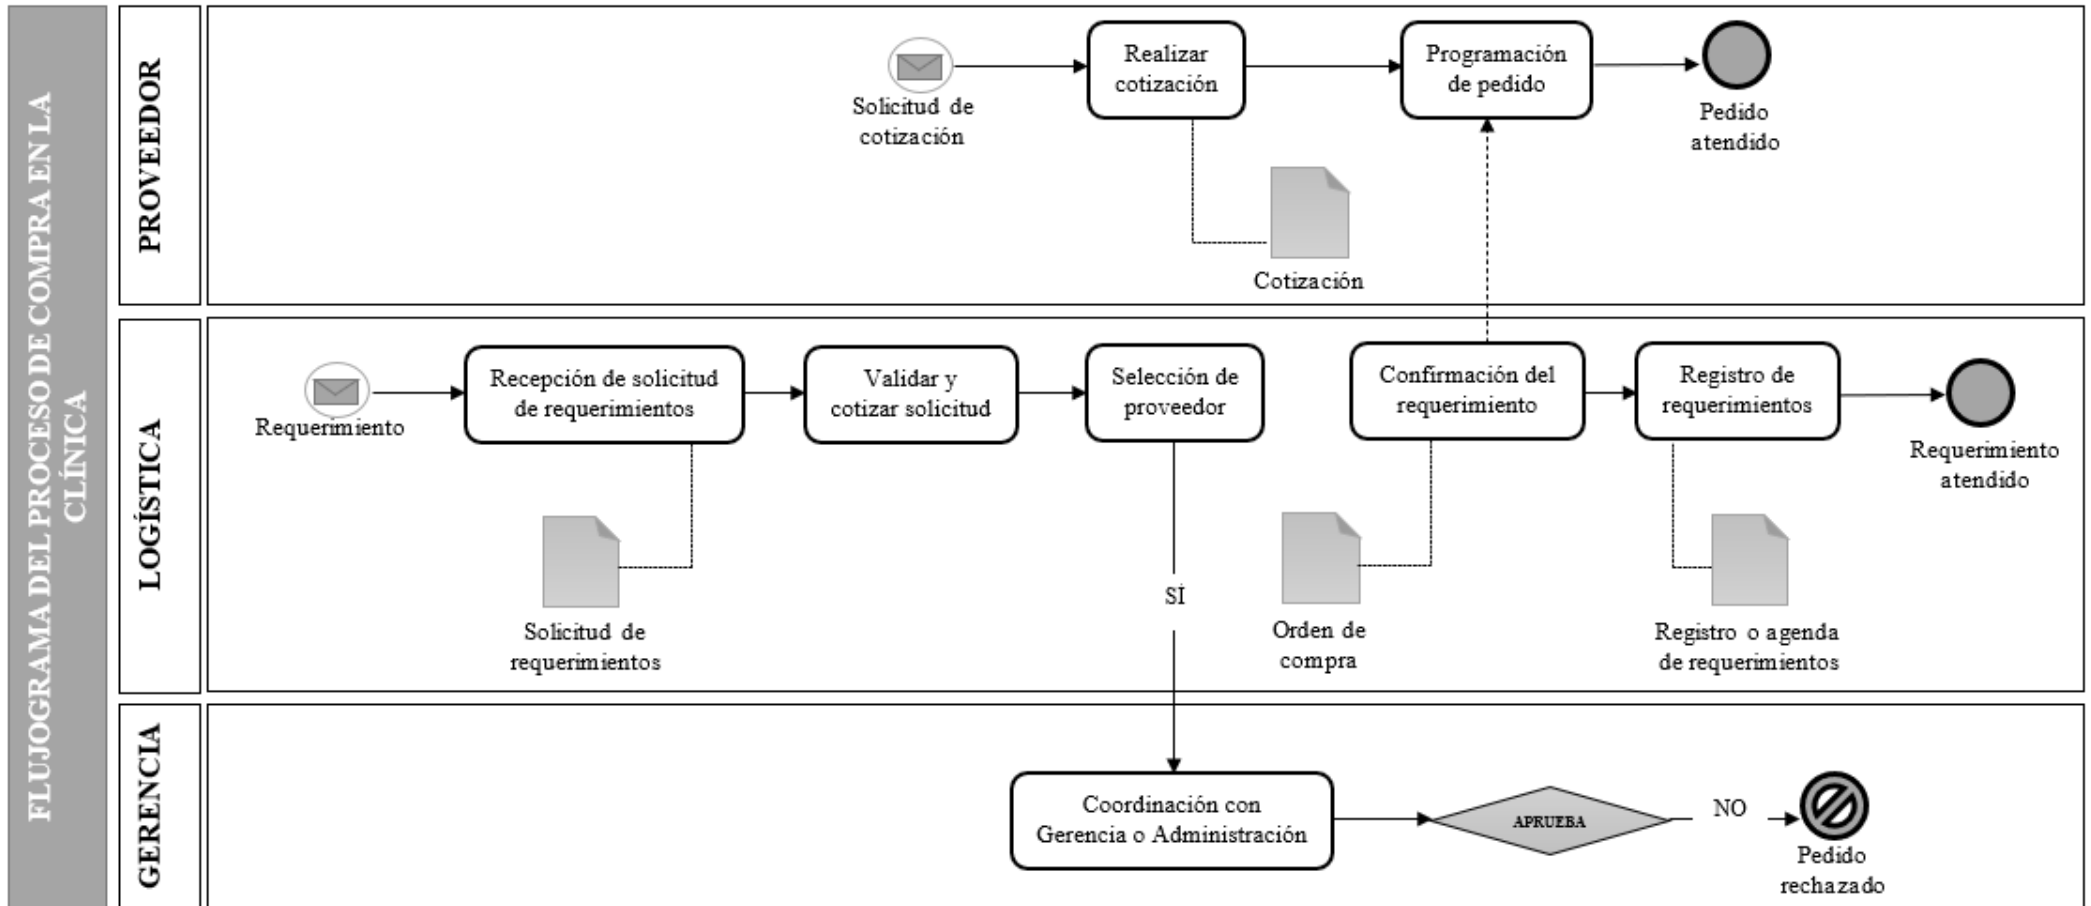 FLUJOGRAMA DEL PROCESO DE COMPRA EN LA
CLÍNICA
PROVEEDOR
Solicitud de
cotización
Realizar
cotización
Programación
de pedido
Pedido
atendido
Cotización
LOGÍSTICA
Requerimiento
Recepción de solicitud
de requerimientos
Validar y
cotizar solicitud
Selección de
proveedor
Confirmación del
requerimiento
Registro de
requerimientos
Requerimiento
atendido
Solicitud de
requerimientos
SÍ
Orden de
compra
Registro o agenda
de requerimientos
GERENCIA
Coordinación con
Gerencia o Administración
APRUEBA
NO
Pedido
rechazado